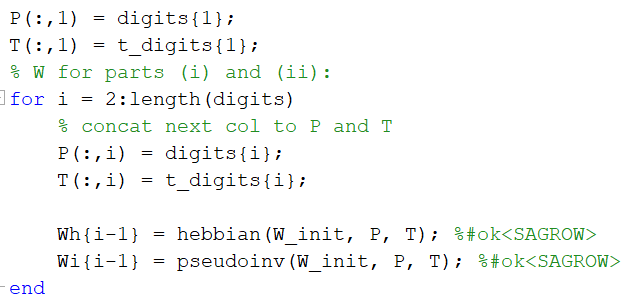 P(:,1) = digits{1};
T(:,1) = t_digits{1};
% W for parts (i) and (ii):
for i = 2:length(digits)
    % concat next col to P and T
    P(:,i) = digits{i};
    T(:,i) = t_digits{i};

    Wh{i-1} = hebbian(W_init, P, T); %#ok<SAGROW>
    Wi{i-1} = pseudoinv(W_init, P, T); %#ok<SAGROW>
end